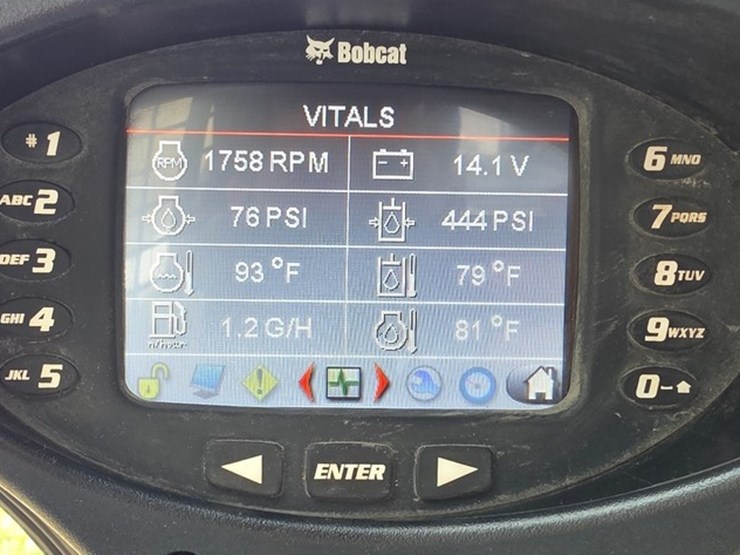 Bobcat
VITALS
RPM 1758 RPM
- + 14.1 V
76 PSI
444 PSI
93 °F
79 °F
1.2 G/H
81 °F
# 1
ABC 2
DEF 3
GHI 4
JKL 5
6 MNO
7 PQRS
8 TUV
9 WXYZ
0-
ENTER